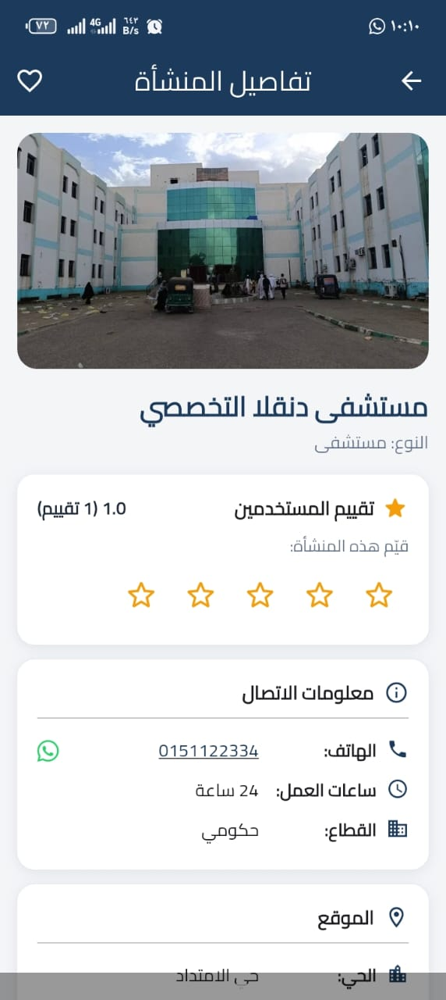 ٧٢ 4G ٦٤٣ B/s ١٠:١٠
تفاصيل المنشأة
مستشفى دنقلا التخصصي
النوع: مستشفى
تقييم المستخدمين 1.0 (1 تقييم)
قيّم هذه المنشأة:
معلومات الاتصال
الهاتف: 0151122334
ساعات العمل: 24 ساعة
القطاع: حكومي
الموقع
الحي: حي الامتداد